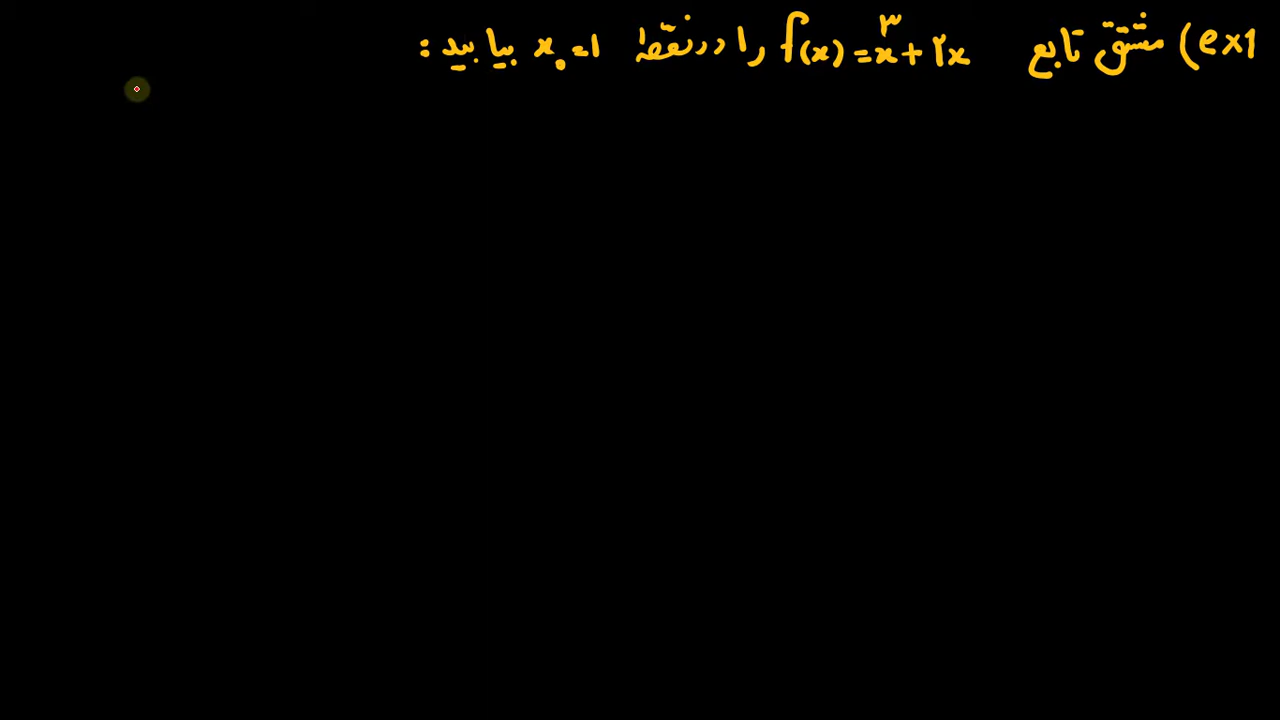 ex1) مشتق تابع f(x) = x³ + ۲x را در نقطه x₀ = ۱ بیابید :